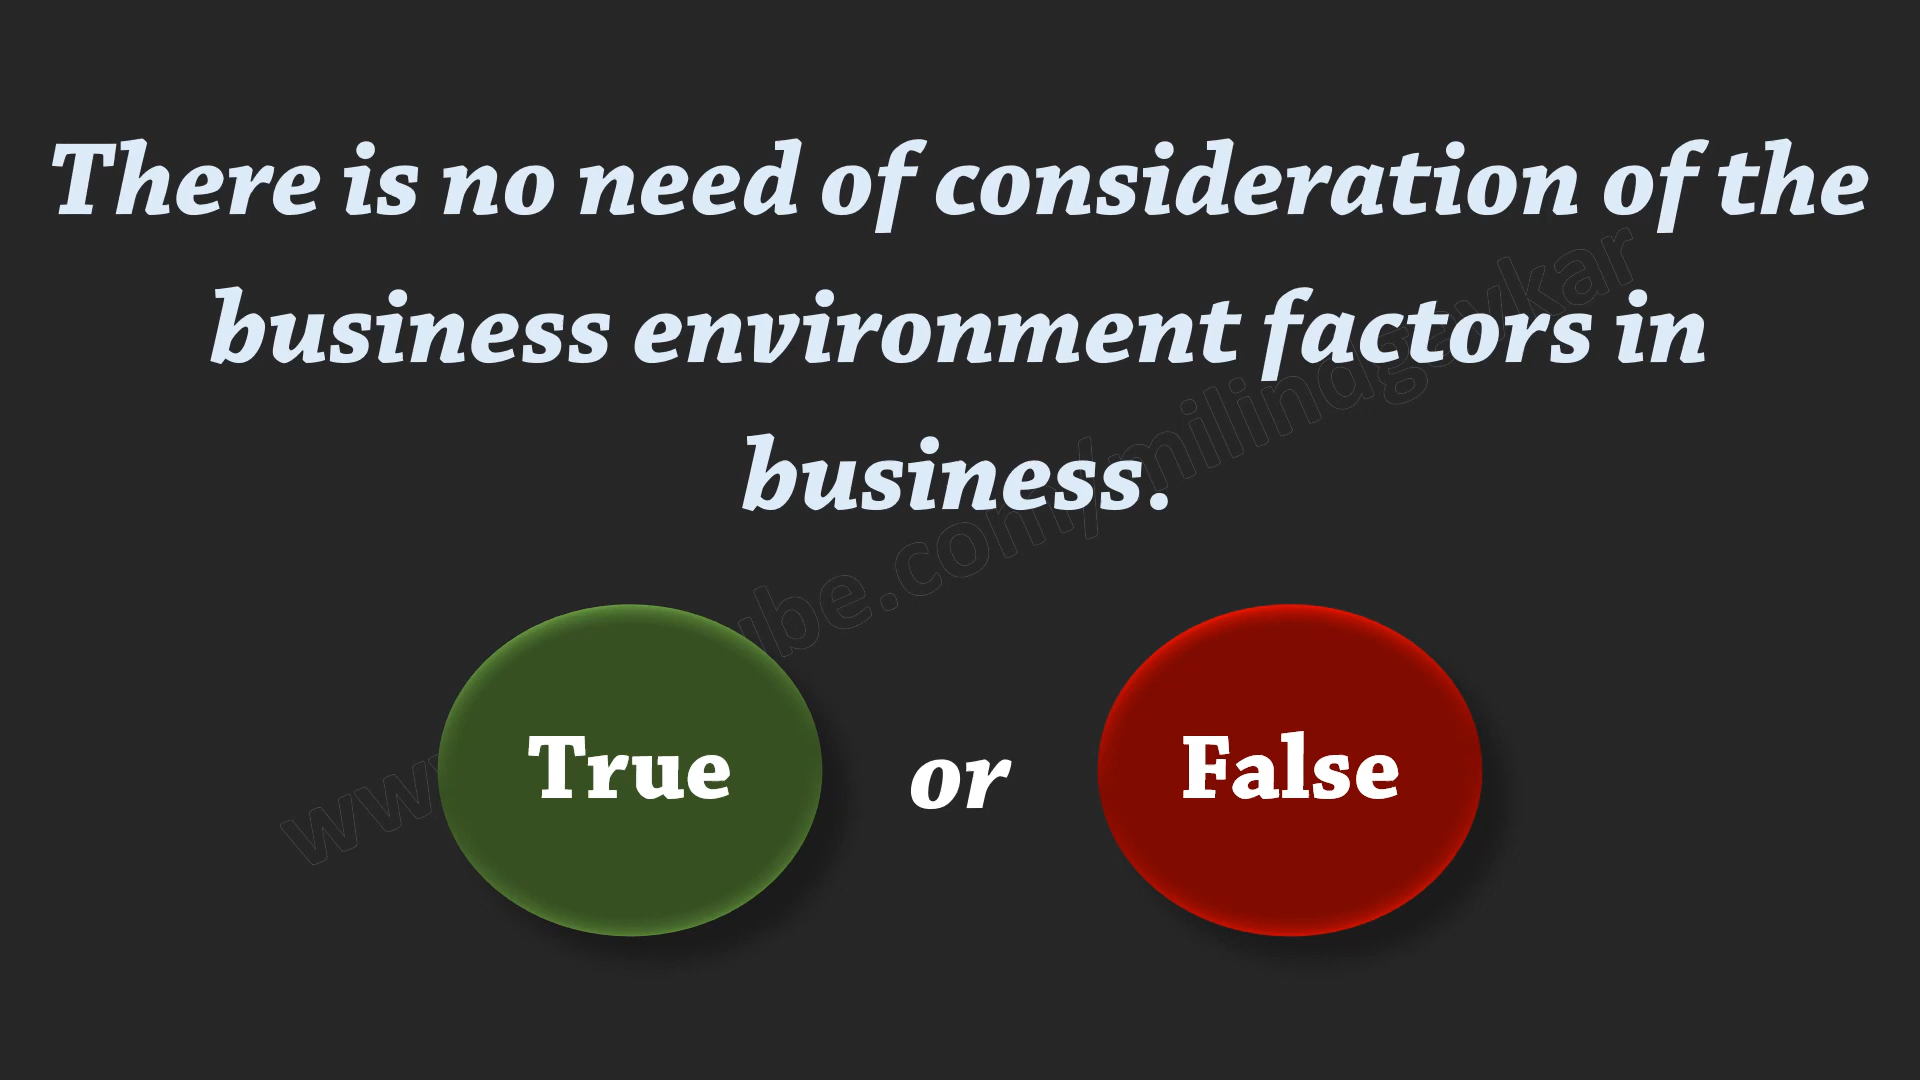 There is no need of consideration of the
business environment factors in
business.
True or False